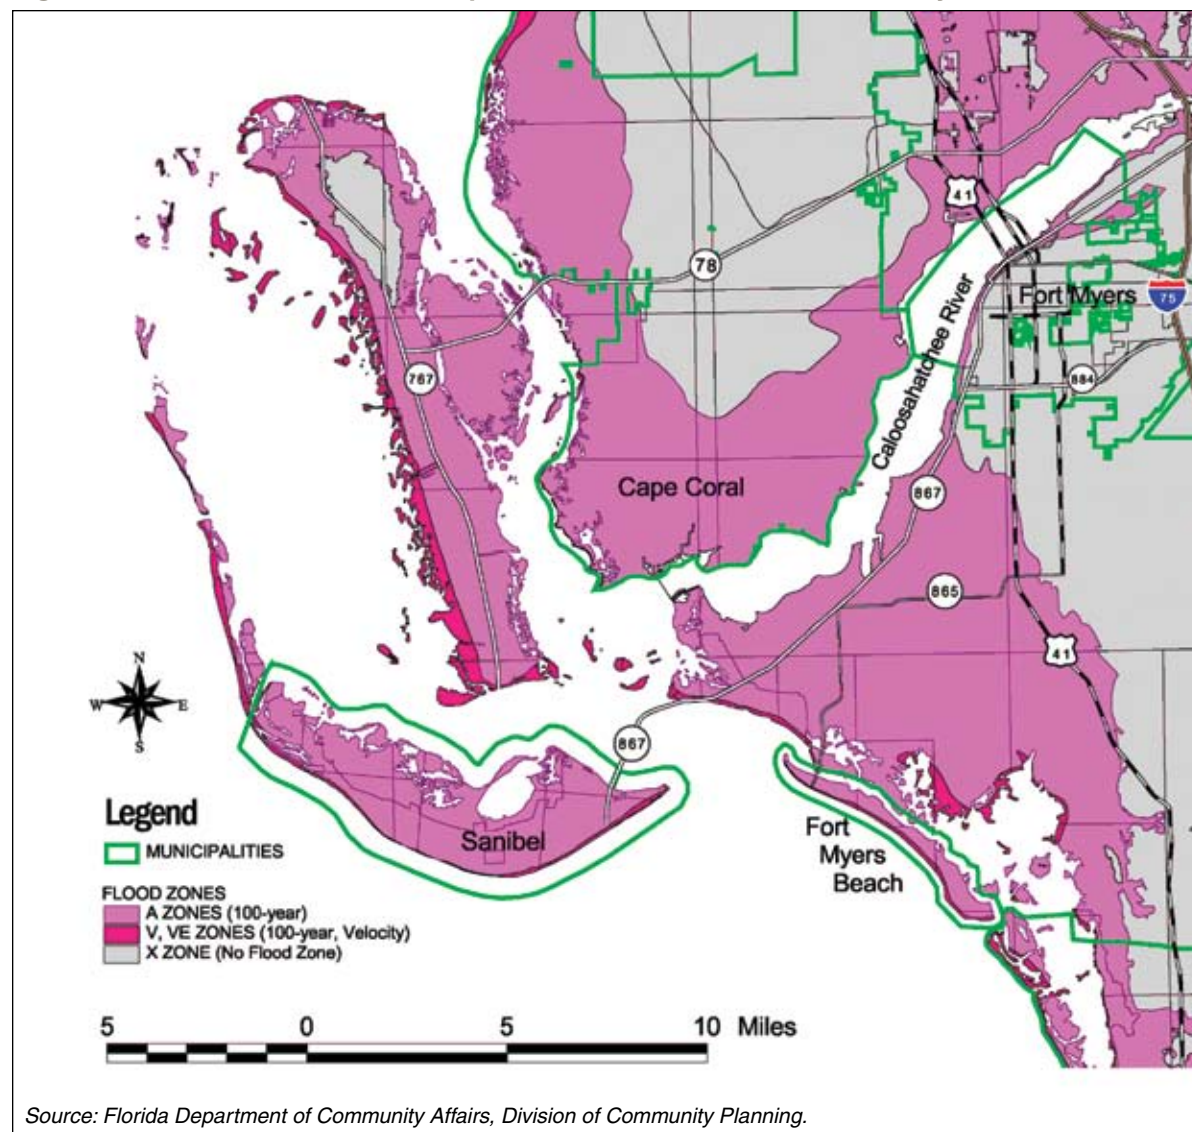 41
78
Fort Myers
75
Caloosahatchee River
884
767
Cape Coral
867
865
41
N
W E
S
867
Legend
MUNICIPALITIES
Sanibel
Fort
Myers
Beach
FLOOD ZONES
A ZONES (100-year)
V, VE ZONES (100-year, Velocity)
X ZONE (No Flood Zone)
5 0 5 10 Miles
Source: Florida Department of Community Affairs, Division of Community Planning.